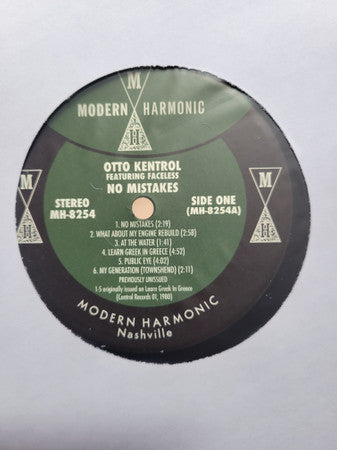 M
MODERN HARMONIC
H
OTTO KENTROL
FEATURING FACELESS
NO MISTAKES
STEREO
MH-8254
SIDE ONE
(MH-8254A)
M
H
M
H
1. NO MISTAKES (2:19)
2. WHAT ABOUT MY ENGINE REBUILD (2:58)
3. AT THE WATER (1:41)
4. LEARN GREEK IN GREECE (4:52)
5. PUBLIC EYE (4:02)
6. MY GENERATION (TOWNSHEND) (2:11)
PREVIOUSLY UNISSUED
1-5 originally issued on Learn Greek In Greece
(Control Records 01, 1980)
MODERN HARMONIC
Nashville